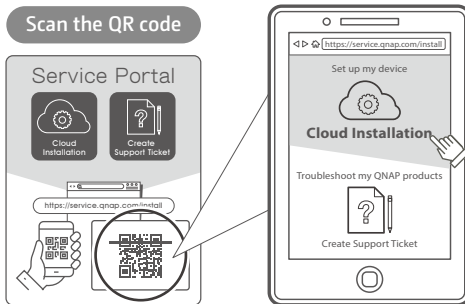 Scan the QR code
Service Portal
Cloud
Installation
Create
Support Ticket
https://service.qnap.com/install
https://service.qnap.com/install
Set up my device
Cloud Installation
Troubleshoot my QNAP products
Create Support Ticket